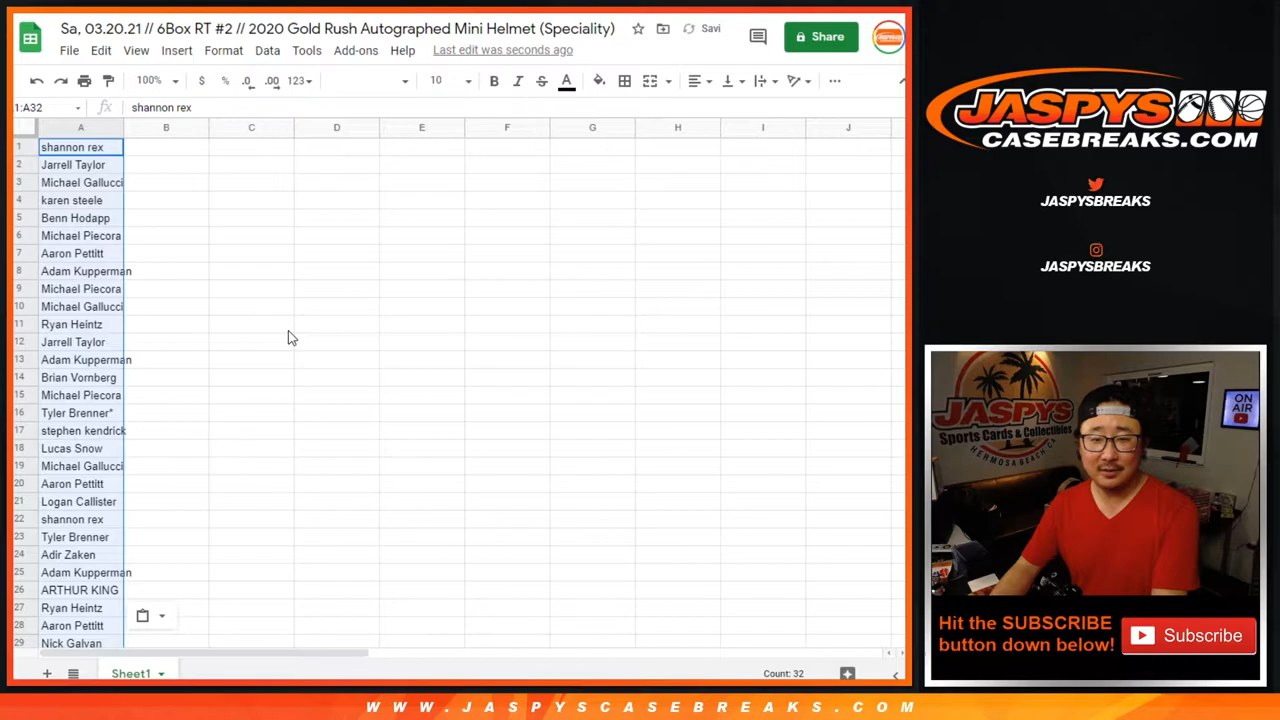 Sa, 03.20.21 // 6Box RT #2 // 2020 Gold Rush Autographed Mini Helmet (Speciality) Savi
Share
File Edit View Insert Format Data Tools Add-ons Help Last edit was seconds ago
100% $ % .0 .00 123 10 B I S A
1:A32 fx shannon rex
A B C D E F G H I J
1 shannon rex
2 Jarrell Taylor
3 Michael Gallucci
4 karen steele
5 Benn Hodapp
6 Michael Piecora
7 Aaron Pettitt
8 Adam Kupperman
9 Michael Piecora
10 Michael Gallucci
11 Ryan Heintz
12 Jarrell Taylor
13 Adam Kupperman
14 Brian Vornberg
15 Michael Piecora
16 Tyler Brenner*
17 stephen kendrick
18 Lucas Snow
19 Michael Gallucci
20 Aaron Pettitt
21 Logan Callister
22 shannon rex
23 Tyler Brenner
24 Adir Zaken
25 Adam Kupperman
26 ARTHUR KING
27 Ryan Heintz
28 Aaron Pettitt
29 Nick Galvan
Sheet1 Count: 32
JASPYS
CASEBREAKS.COM
JASPYSBREAKS
JASPYSBREAKS
JASPYS
Sports Cards & Collectibles
HERMOSA BEACH, CA
ON
AIR
Hit the SUBSCRIBE
button down below!
Subscribe
WWW.JASPYSCASEBREAKS.COM